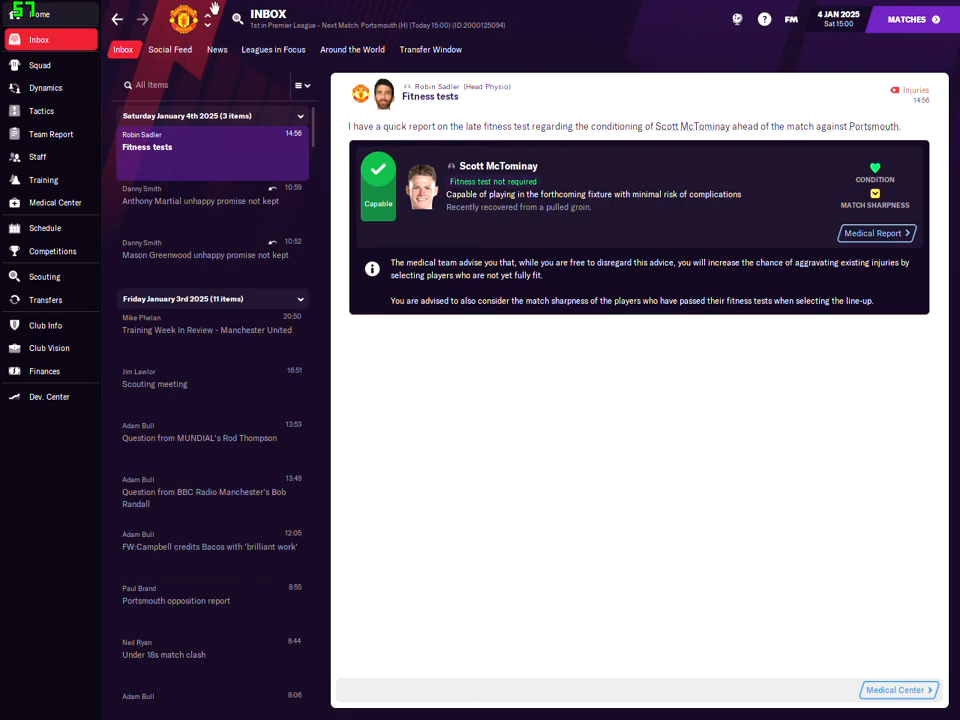 57
ome
INBOX
1st in Premier League - Next Match: Portsmouth (H) (Today 15:00) (ID:2000125094)
?
FM
4 JAN 2025
Sat 15:00
MATCHES
Inbox
Squad
Dynamics
Tactics
Team Report
Staff
Training
Medical Center
Schedule
Competitions
Scouting
Transfers
Club Info
Club Vision
Finances
Dev. Center
Inbox
Social Feed
News
Leagues in Focus
Around the World
Transfer Window
All Items
Saturday January 4th 2025 (3 items)
Robin Sadler 14:56
Fitness tests
Danny Smith 10:59
Anthony Martial unhappy promise not kept
Danny Smith 10:52
Mason Greenwood unhappy promise not kept
Friday January 3rd 2025 (11 items)
Mike Phelan 20:50
Training Week In Review - Manchester United
Jim Lawlor 16:51
Scouting meeting
Adam Bull 13:53
Question from MUNDIAL's Rod Thompson
Adam Bull 13:49
Question from BBC Radio Manchester's Bob
Randall
Adam Bull 12:05
FW:Campbell credits Bacos with 'brilliant work'
Paul Brand 8:55
Portsmouth opposition report
Neil Ryan 8:44
Under 18s match clash
Adam Bull 8:06
Robin Sadler (Head Physio)
Fitness tests
Injuries
14:56
I have a quick report on the late fitness test regarding the conditioning of Scott McTominay ahead of the match against Portsmouth.
Capable
Scott McTominay
Fitness test not required
Capable of playing in the forthcoming fixture with minimal risk of complications
Recently recovered from a pulled groin.
CONDITION
MATCH SHARPNESS
Medical Report
The medical team advise you that, while you are free to disregard this advice, you will increase the chance of aggravating existing injuries by
selecting players who are not yet fully fit.
You are advised to also consider the match sharpness of the players who have passed their fitness tests when selecting the line-up.
Medical Center